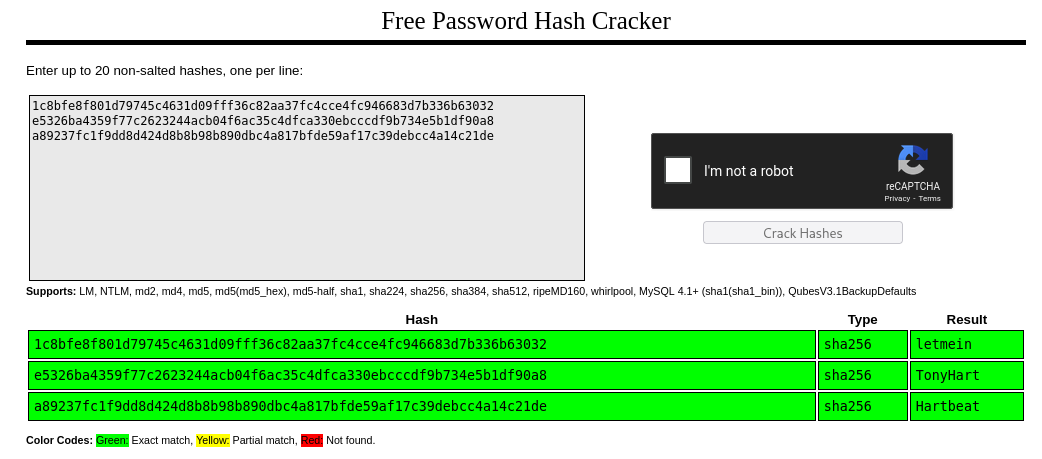 Free Password Hash Cracker
Enter up to 20 non-salted hashes, one per line:
1c8bfe8f801d79745c4631d09fff36c82aa37fc4cce4fc946683d7b336b63032
e5326ba4359f77c2623244acb04f6ac35c4dfca330ebcccdf9b734e5b1df90a8
a89237fc1f9dd8d424d8b8b98b890dbc4a817bfde59af17c39debcc4a14c21de
I'm not a robot
reCAPTCHA
Privacy - Terms
Crack Hashes
Supports: LM, NTLM, md2, md4, md5, md5(md5_hex), md5-half, sha1, sha224, sha256, sha384, sha512, ripeMD160, whirlpool, MySQL 4.1+ (sha1(sha1_bin)), QubesV3.1BackupDefaults
Hash Type Result
1c8bfe8f801d79745c4631d09fff36c82aa37fc4cce4fc946683d7b336b63032 sha256 letmein
e5326ba4359f77c2623244acb04f6ac35c4dfca330ebcccdf9b734e5b1df90a8 sha256 TonyHart
a89237fc1f9dd8d424d8b8b98b890dbc4a817bfde59af17c39debcc4a14c21de sha256 Hartbeat
Color Codes: Green: Exact match, Yellow: Partial match, Red: Not found.